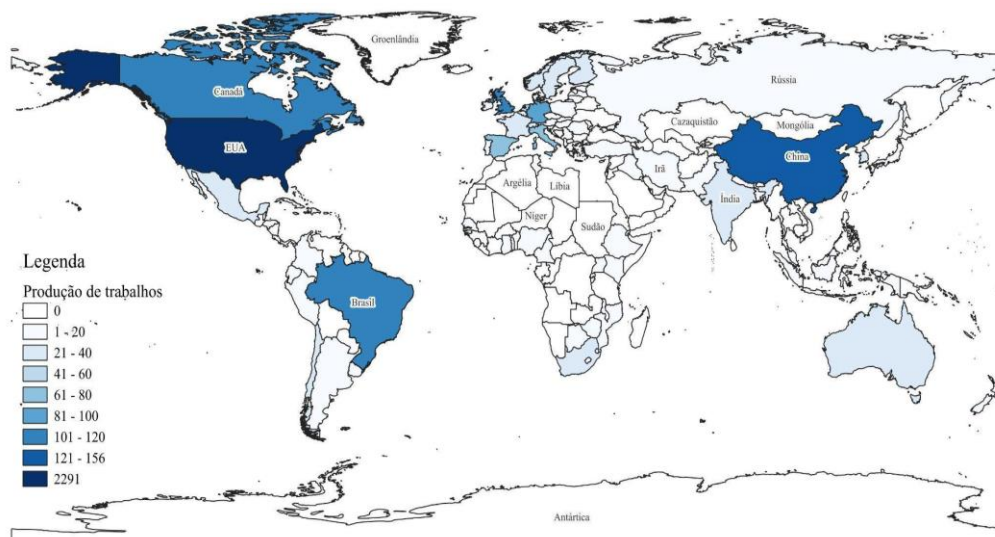 Groenlândia
Rússia
Canadá
Cazaquistão
Mongólia
EUA
China
Irã
Argélia
Líbia
Índia
Níger
Sudão
Legenda
Produção de trabalhos
Brasil
0
1 - 20
21 - 40
41 - 60
61 - 80
81 - 100
101 - 120
121 - 156
2291
Antártica